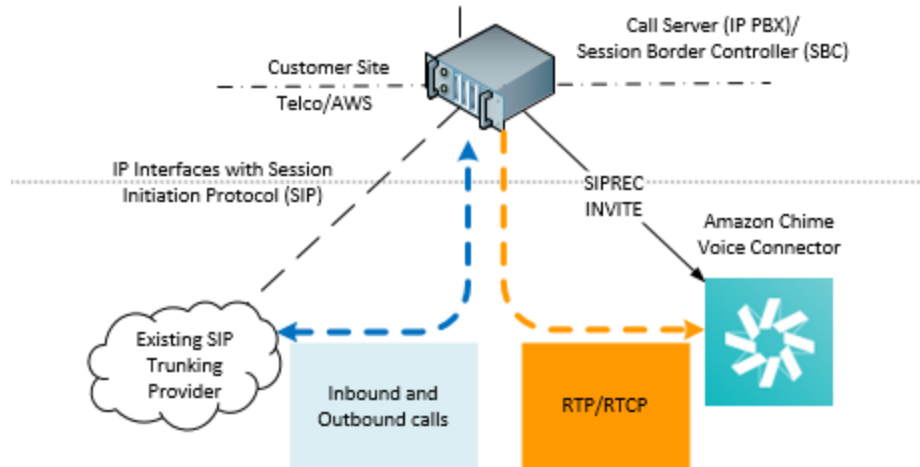 Call Server (IP PBX)/
Session Border Controller (SBC)
Customer Site
Telco/AWS
IP Interfaces with Session
Initiation Protocol (SIP)
SIPREC
INVITE
Amazon Chime
Voice Connector
Existing SIP
Trunking
Provider
Inbound and
Outbound calls
RTP/RTCP